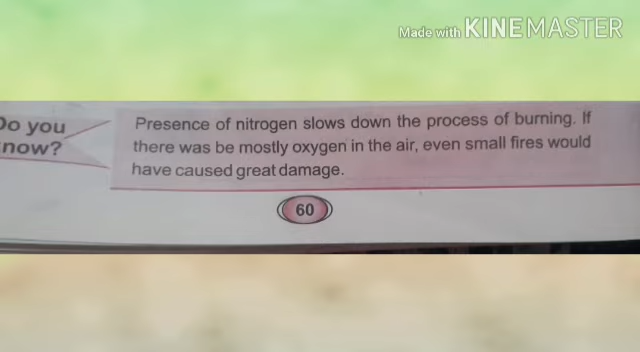 Made with KINEMASTER
Do you
now?
Presence of nitrogen slows down the process of burning. If
there was be mostly oxygen in the air, even small fires would
have caused great damage.
60